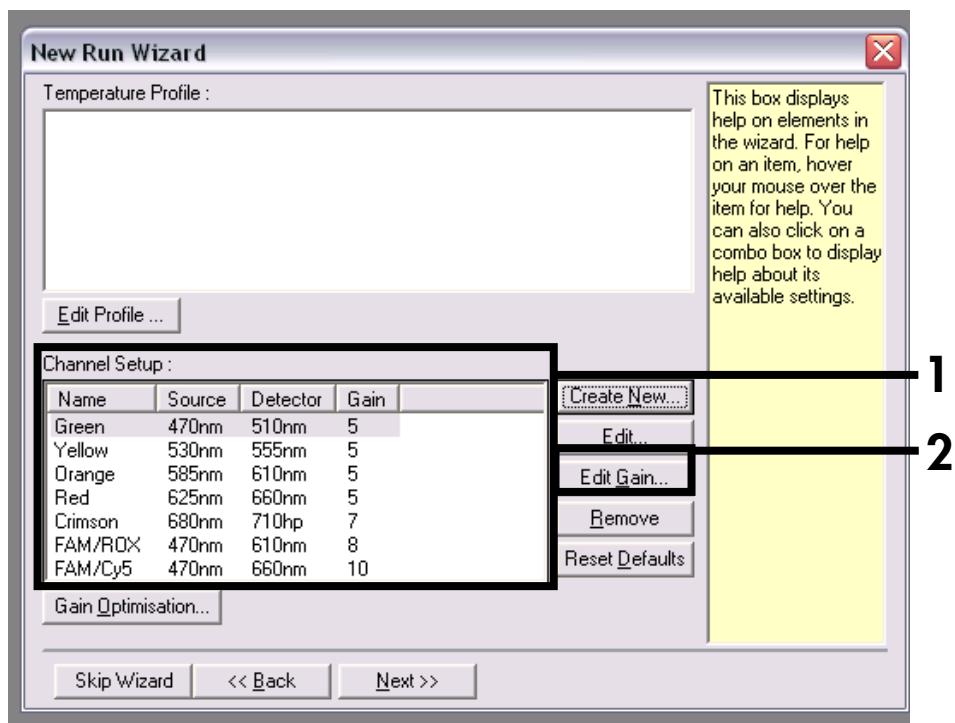 New Run Wizard
Temperature Profile :
This box displays
help on elements in
the wizard. For help
on an item, hover
your mouse over the
item for help. You
can also click on a
combo box to display
help about its
available settings.
Edit Profile ...
Channel Setup :
Name Source Detector Gain
Green 470nm 510nm 5
Yellow 530nm 555nm 5
Orange 585nm 610nm 5
Red 625nm 660nm 5
Crimson 680nm 710hp 7
FAM/ROX 470nm 610nm 8
FAM/Cy5 470nm 660nm 10
Create New...
Edit...
Edit Gain...
Remove
Reset Defaults
1
2
Gain Optimisation...
Skip Wizard << Back Next >>